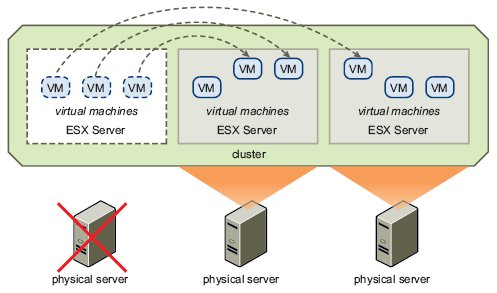 VM VM
VM
VM VM VM
VM
VM VM
virtual machines virtual machines virtual machines
ESX Server ESX Server ESX Server
cluster
physical server physical server physical server